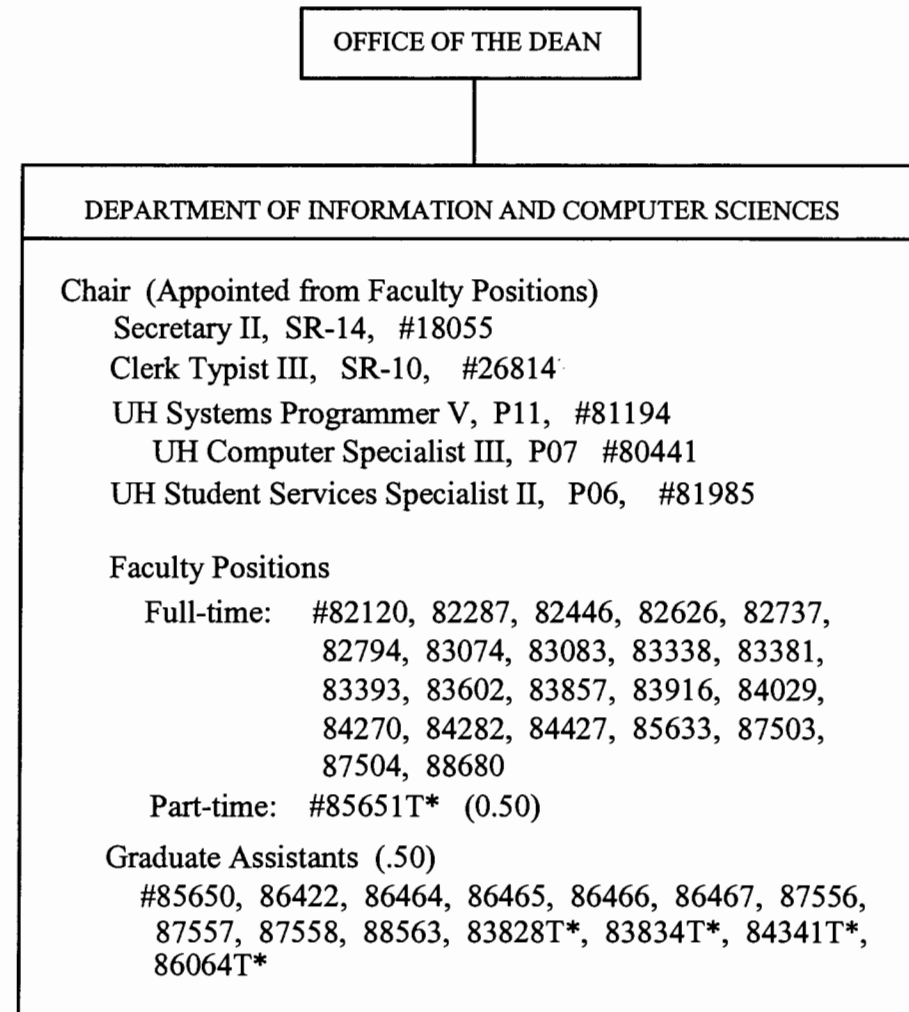 OFFICE OF THE DEAN
DEPARTMENT OF INFORMATION AND COMPUTER SCIENCES
Chair (Appointed from Faculty Positions)
Secretary II, SR-14, #18055
Clerk Typist III, SR-10, #26814
UH Systems Programmer V, P11, #81194
UH Computer Specialist III, P07 #80441
UH Student Services Specialist II, P06, #81985
Faculty Positions
Full-time: #82120, 82287, 82446, 82626, 82737,
82794, 83074, 83083, 83338, 83381,
83393, 83602, 83857, 83916, 84029,
84270, 84282, 84427, 85633, 87503,
87504, 88680
Part-time: #85651T* (0.50)
Graduate Assistants (.50)
#85650, 86422, 86464, 86465, 86466, 86467, 87556,
87557, 87558, 88563, 83828T*, 83834T*, 84341T*,
86064T*